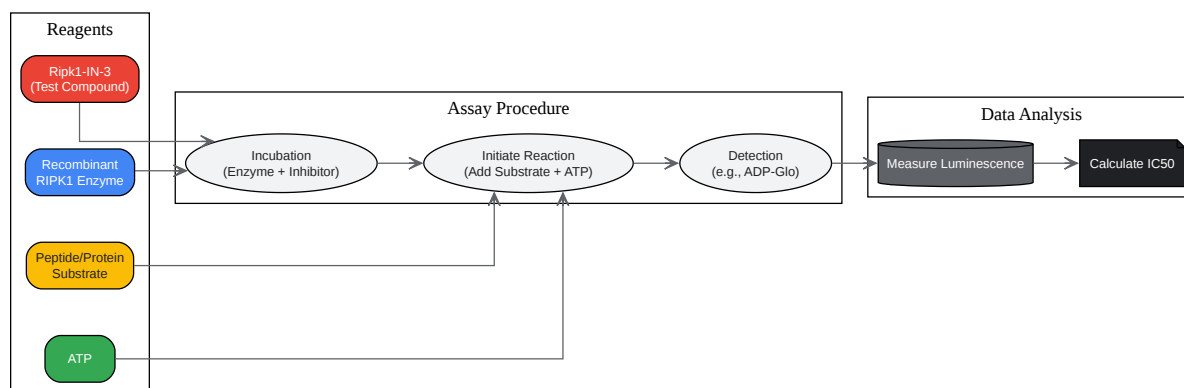 Reagents
Ripk1-IN-3
(Test Compound)
Recombinant
RIPK1 Enzyme
Peptide/Protein
Substrate
ATP
Assay Procedure
Incubation
(Enzyme + Inhibitor)
Initiate Reaction
(Add Substrate + ATP)
Detection
(e.g., ADP-Glo)
Data Analysis
Measure Luminescence
Calculate IC50